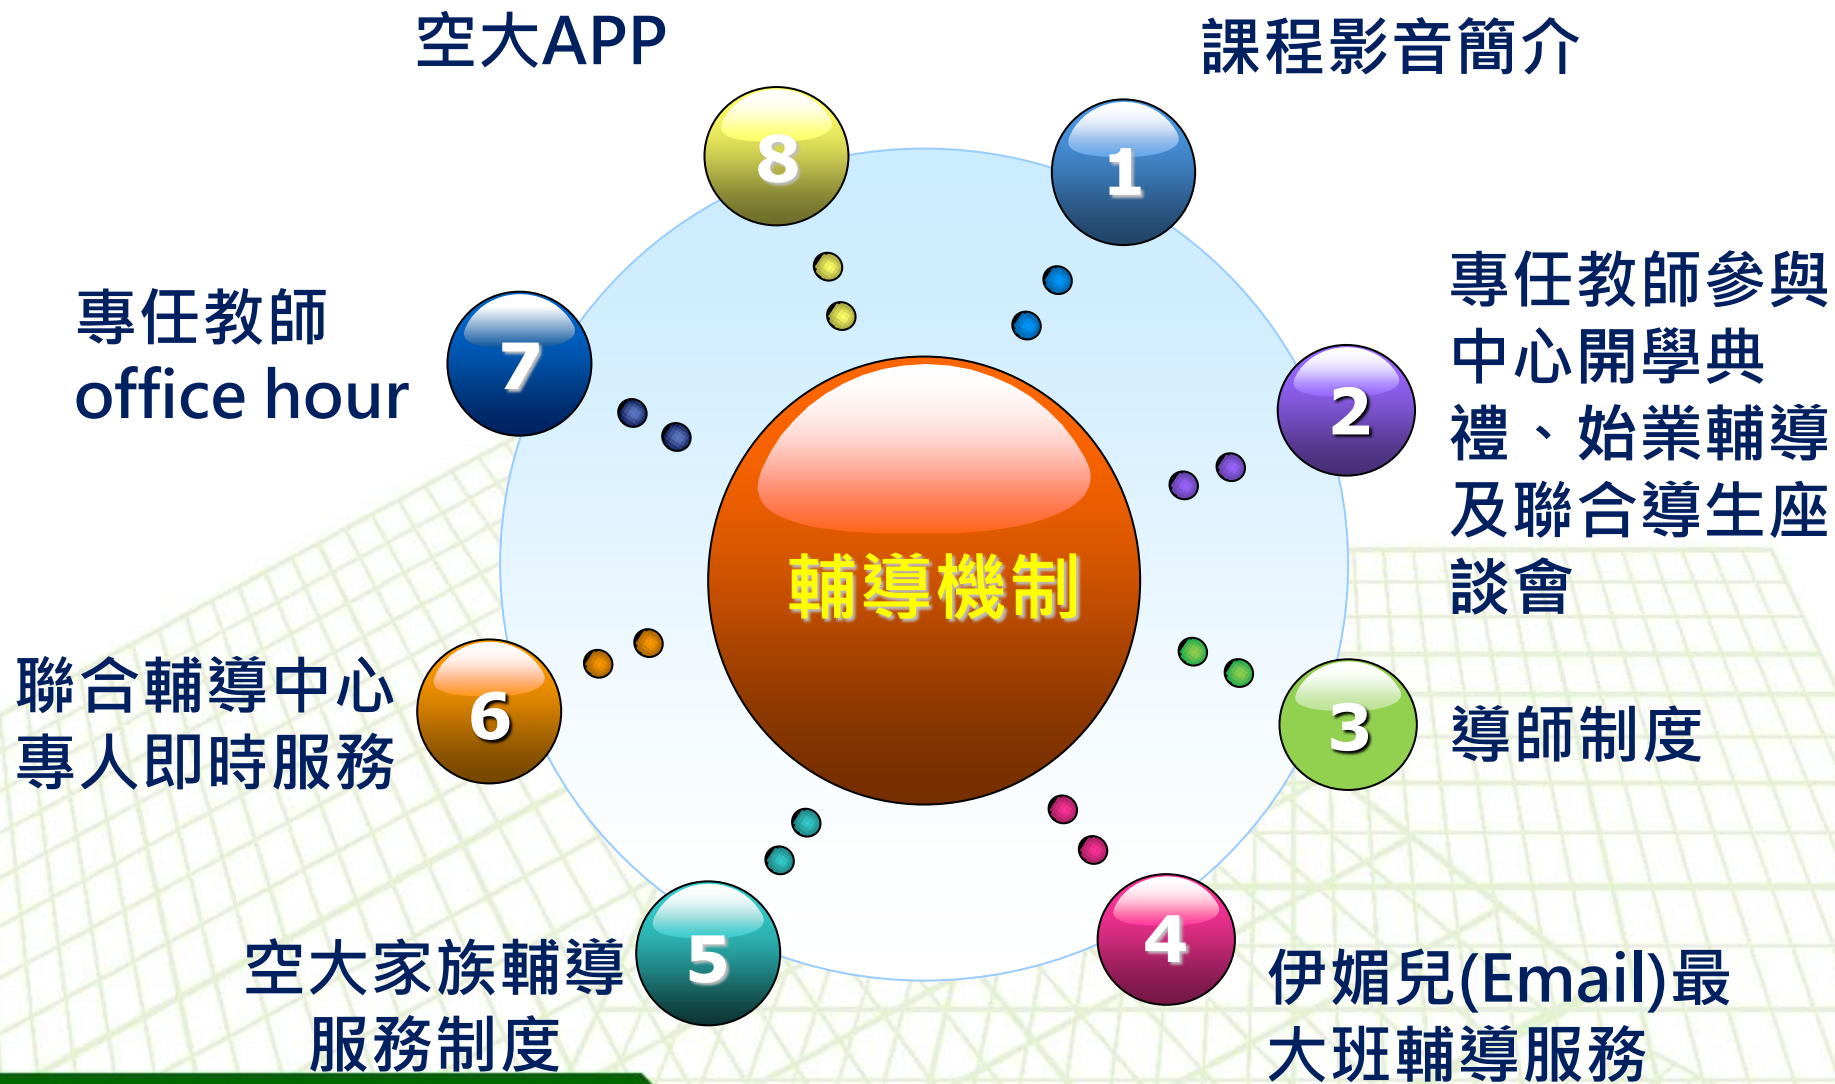 空大APP
課程影音簡介
8
1
專任教師
office hour
7
2
專任教師參與
中心開學典
禮、始業輔導
及聯合導生座
談會
輔導機制
聯合輔導中心
專人即時服務
6
3
導師制度
空大家族輔導
服務制度
5
4
伊媚兒(Email)最
大班輔導服務